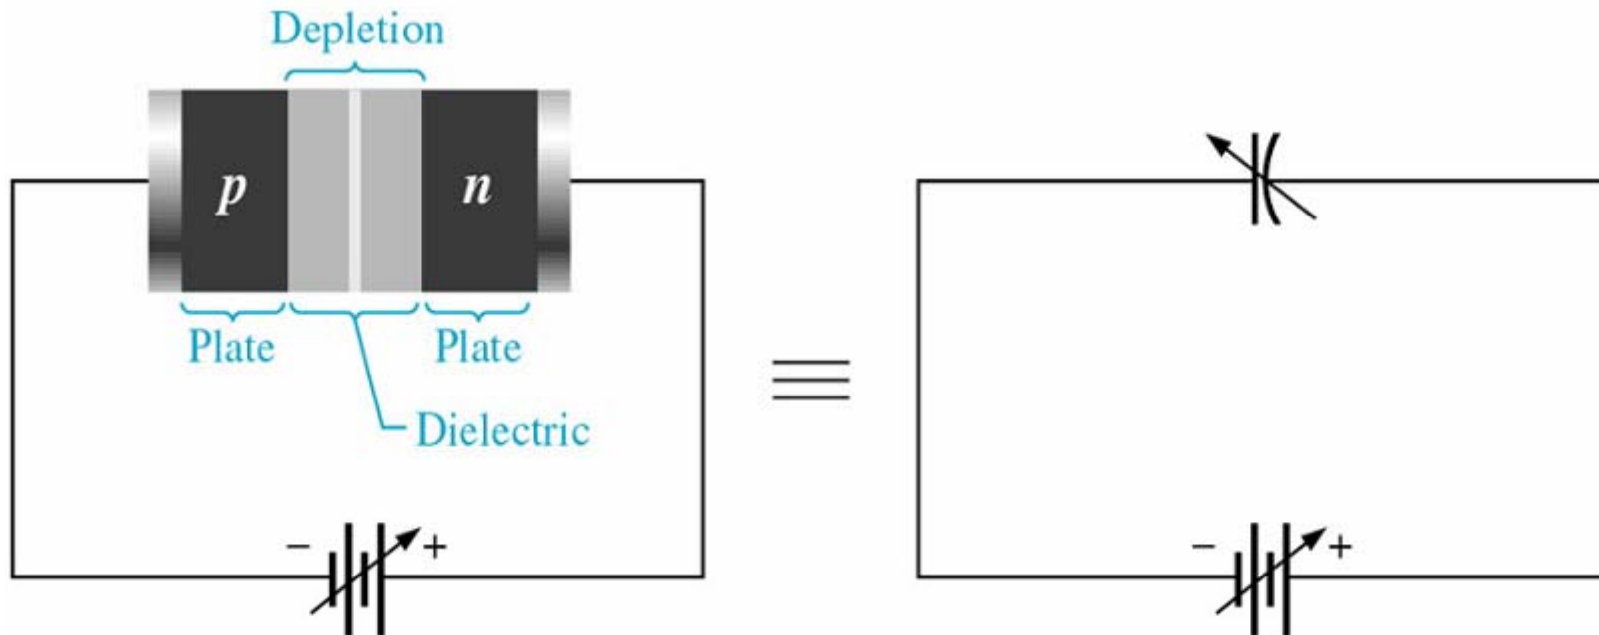 Depletion
p n
Plate Plate
Dielectric
− +
− +